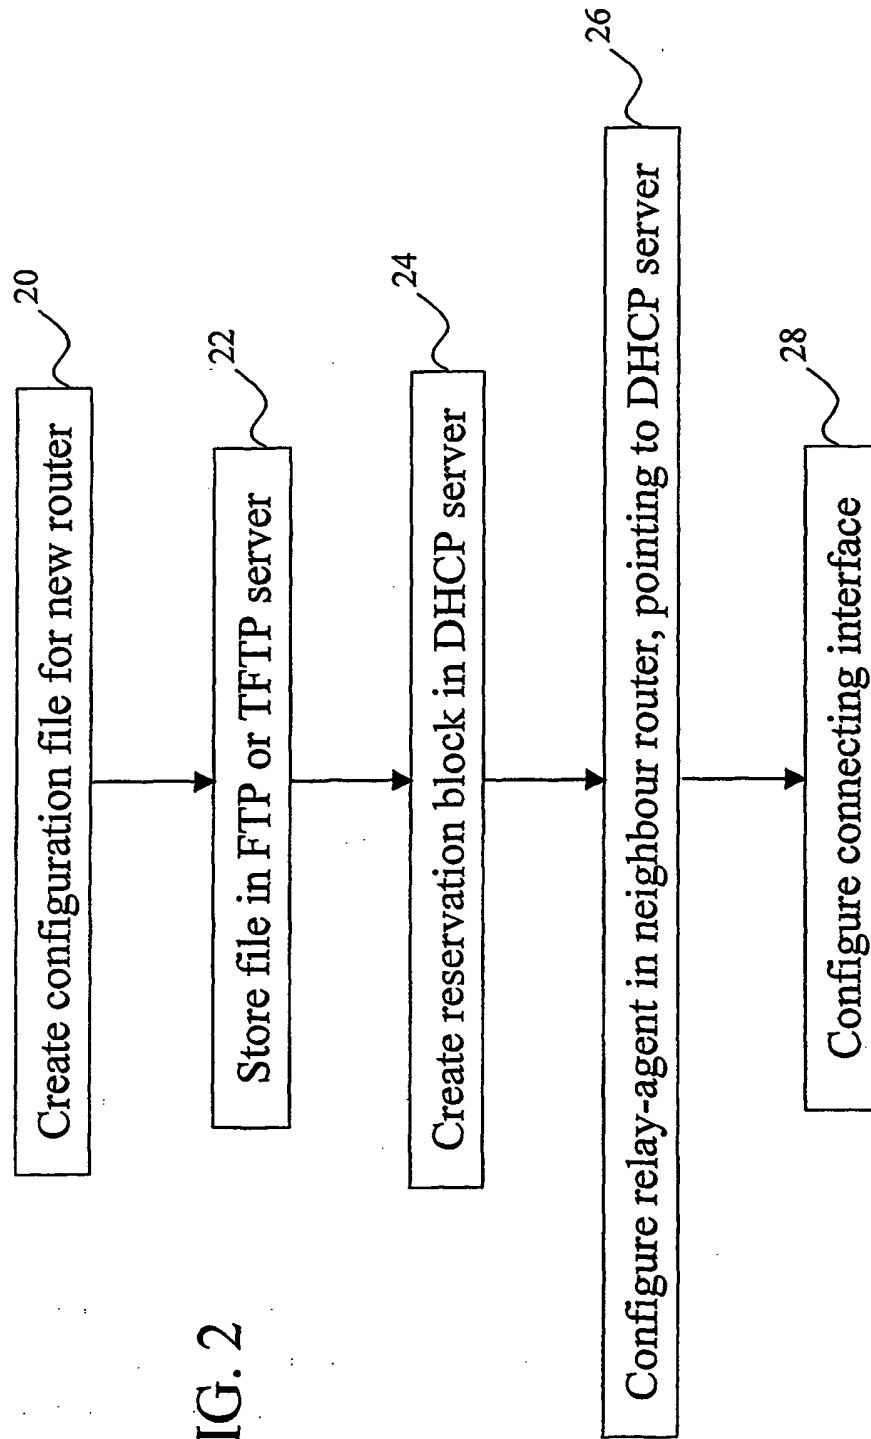 Create configuration file for new router
20
Store file in FTP or TFTP server
22
Create reservation block in DHCP server
24
Configure relay-agent in neighbour router, pointing to DHCP server
26
Configure connecting interface
28
IG. 2